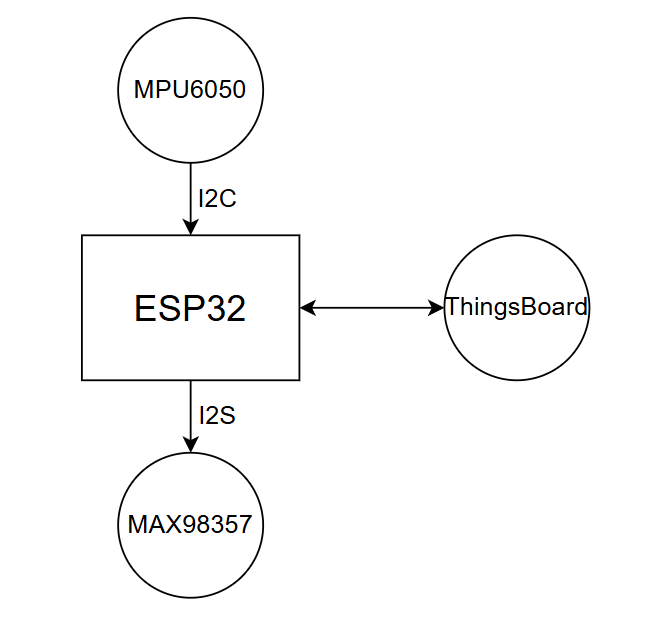 MPU6050
I2C
ESP32
ThingsBoard
I2S
MAX98357